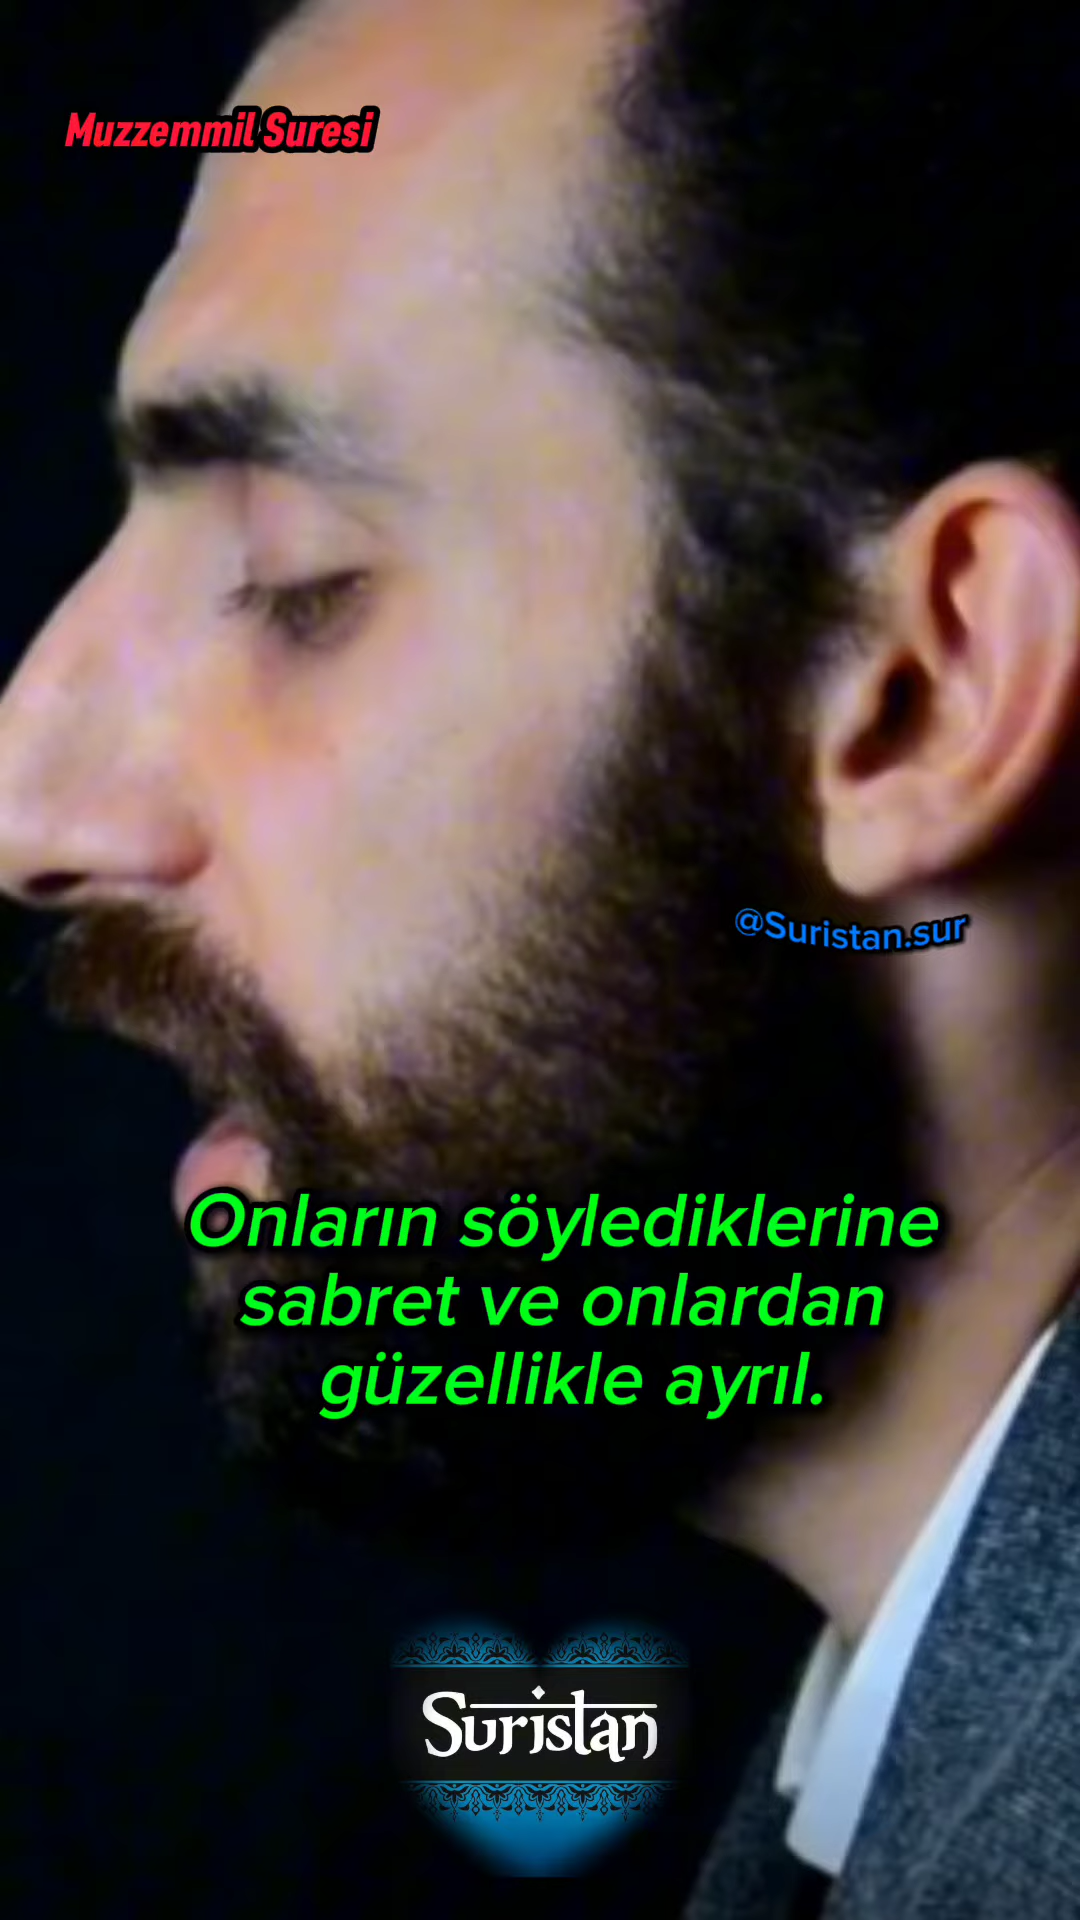 Muzzemmil Suresi
@Suristan.sur
Onların söylediklerine
sabret ve onlardan
güzellikle ayrıl.
Suristan